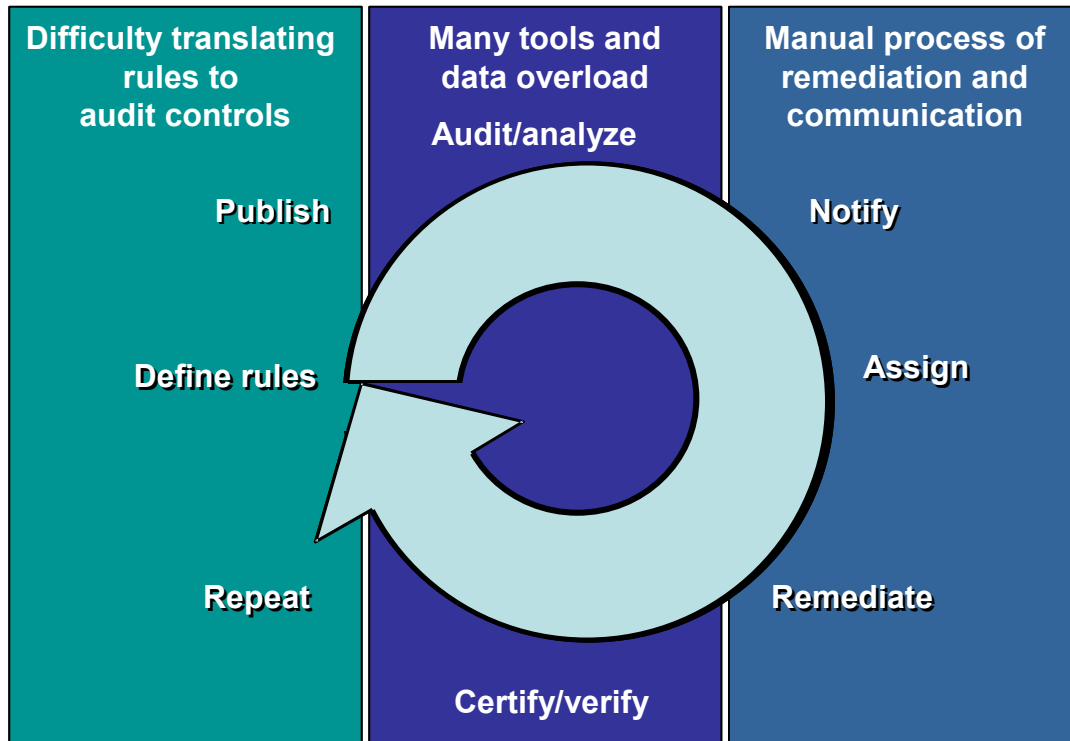 Difficulty translating
rules to
audit controls
Many tools and
data overload
Manual process of
remediation and
communication
Audit/analyze
Publish
Notify
Define rules
Assign
Repeat
Remediate
Certify/verify